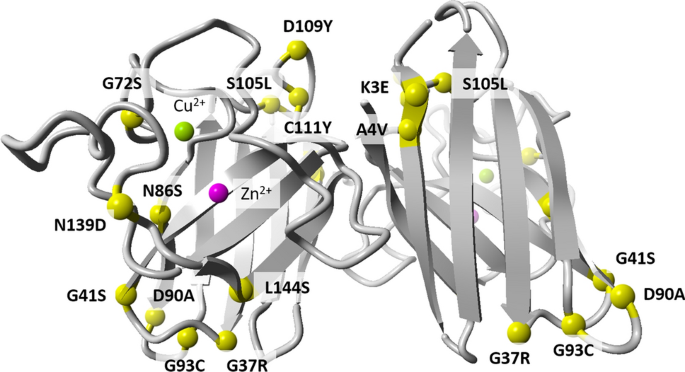 D109Y
G72S
S105L
Cu²⁺
C111Y
K3E
S105L
A4V
N86S
Zn²⁺
N139D
G41S
D90A
L144S
G93C
G37R
G41S
D90A
G37R
G93C